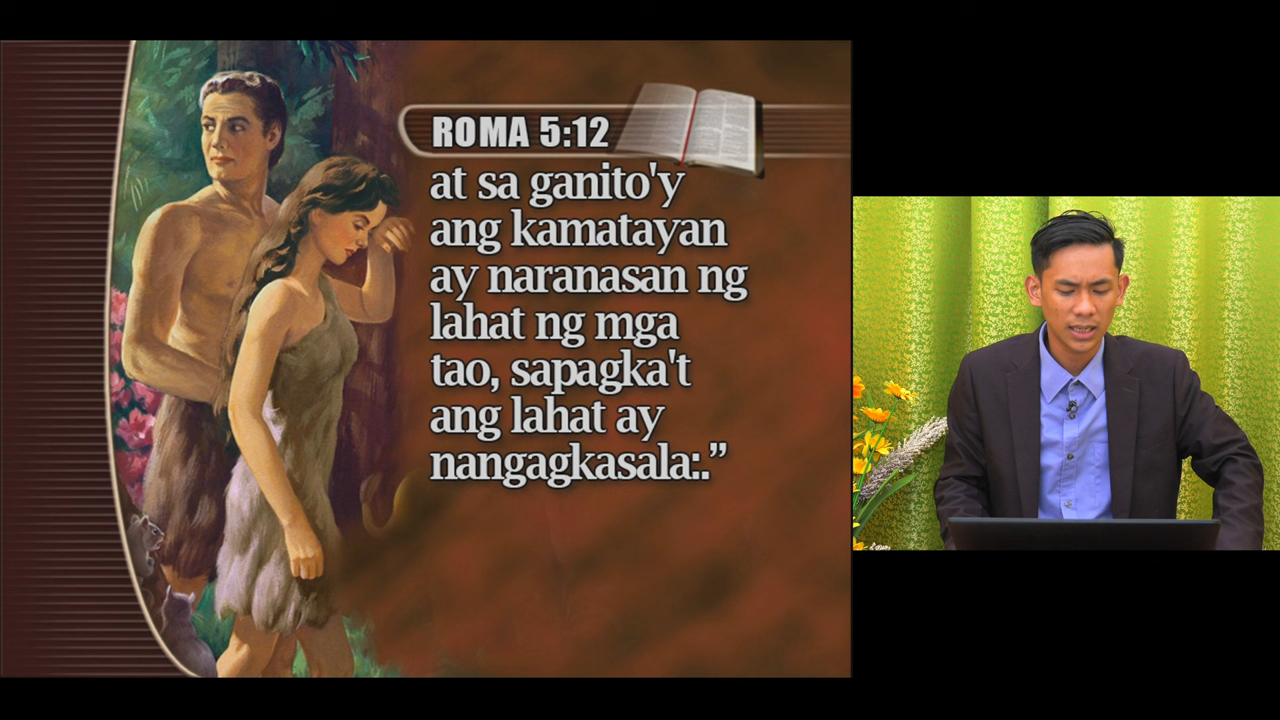 ROMA 5:12
at sa ganito'y
ang kamatayan
ay naranasan ng
lahat ng mga
tao, sapagka't
ang lahat ay
nangagkasala:.”